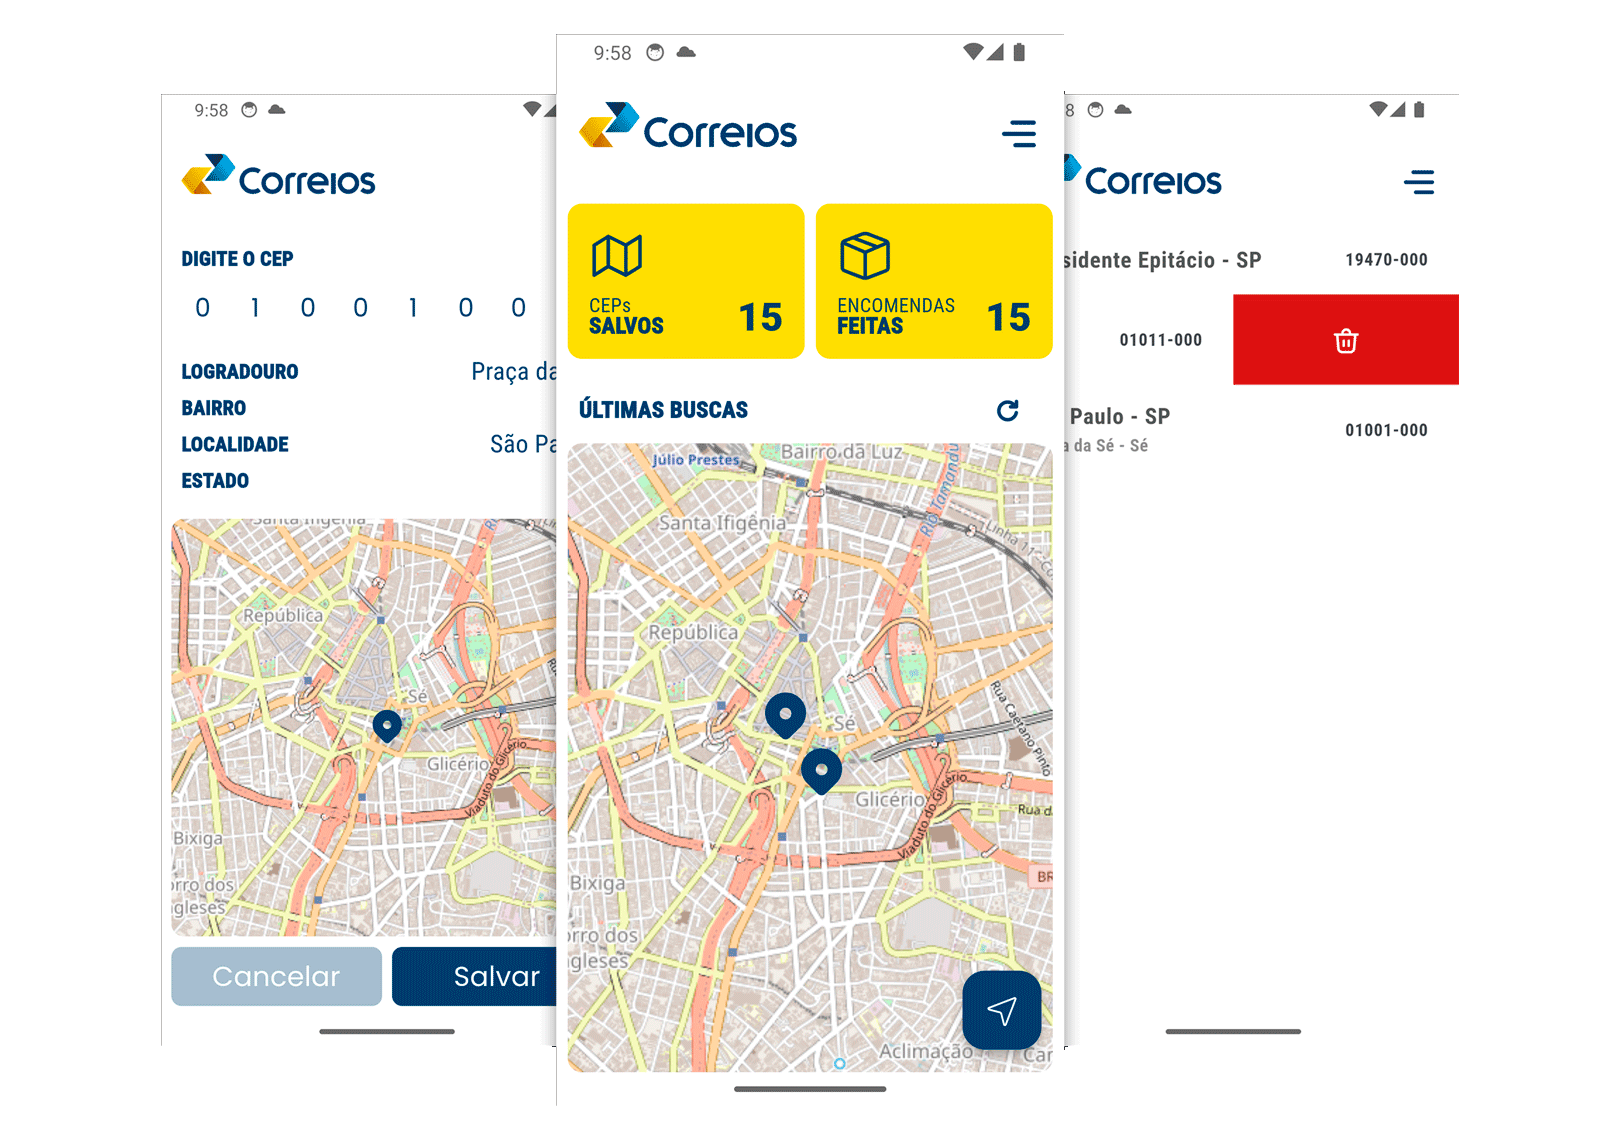 9:58
Correios
DIGITE O CEP
0 1 0 0 1 0 0
LOGRADOURO
Praça da
BAIRRO
LOCALIDADE
São Pa
ESTADO
Santa Ifigênia
República
Sé
Glicério
Viaduto do Glicério
Bixiga
orro dos
gleses
Cancelar
Salvar
9:58
Correios
CEPs
SALVOS
15
ENCOMENDAS
FEITAS
15
ÚLTIMAS BUSCAS
Júlio Prestes
Bairro da Luz
Rio Tamandu
Santa Ifigênia
Linha 11-Co
República
Sé
Rua Caetano Pinto
Glicério
Viaduto do Glicério
Rua d
BR
Bixiga
orro dos
gleses
Aclimação
Car
8
Correios
sidente Epitácio - SP
19470-000
01011-000
Paulo - SP
a da Sé - Sé
01001-000